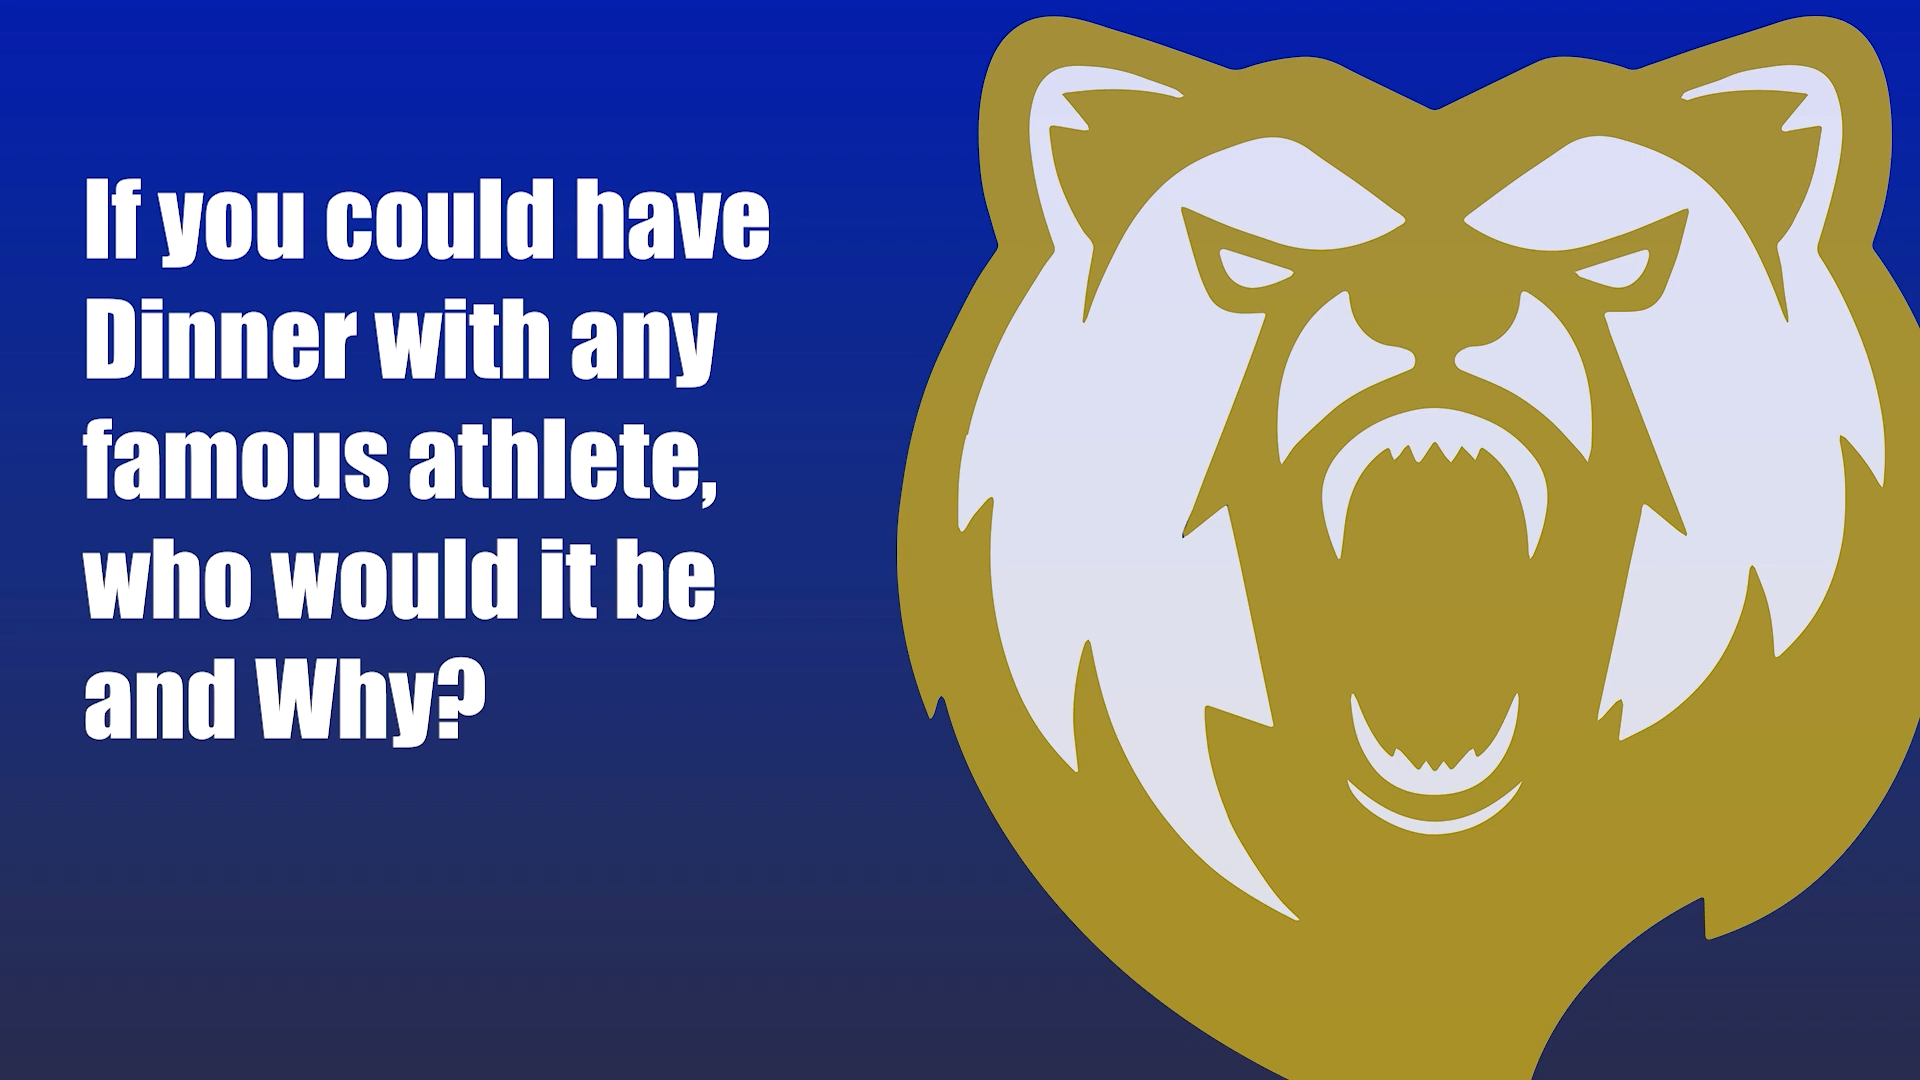 If you could have
Dinner with any
famous athlete,
who would it be
and Why?